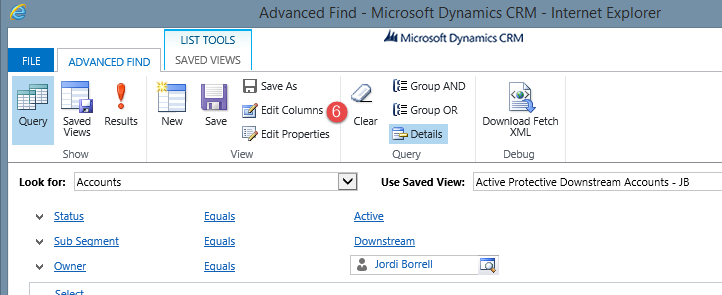 Advanced Find - Microsoft Dynamics CRM - Internet Explorer
LIST TOOLS
Microsoft Dynamics CRM
FILE
ADVANCED FIND
SAVED VIEWS
Query
Saved Views
Results
Show
New
Save
Save As
Edit Columns 6
Edit Properties
View
Clear
Group AND
Group OR
Details
Query
Download Fetch XML
Debug
Look for: Accounts
Use Saved View: Active Protective Downstream Accounts - JB
Status Equals Active
Sub Segment Equals Downstream
Owner Equals Jordi Borrell
Select